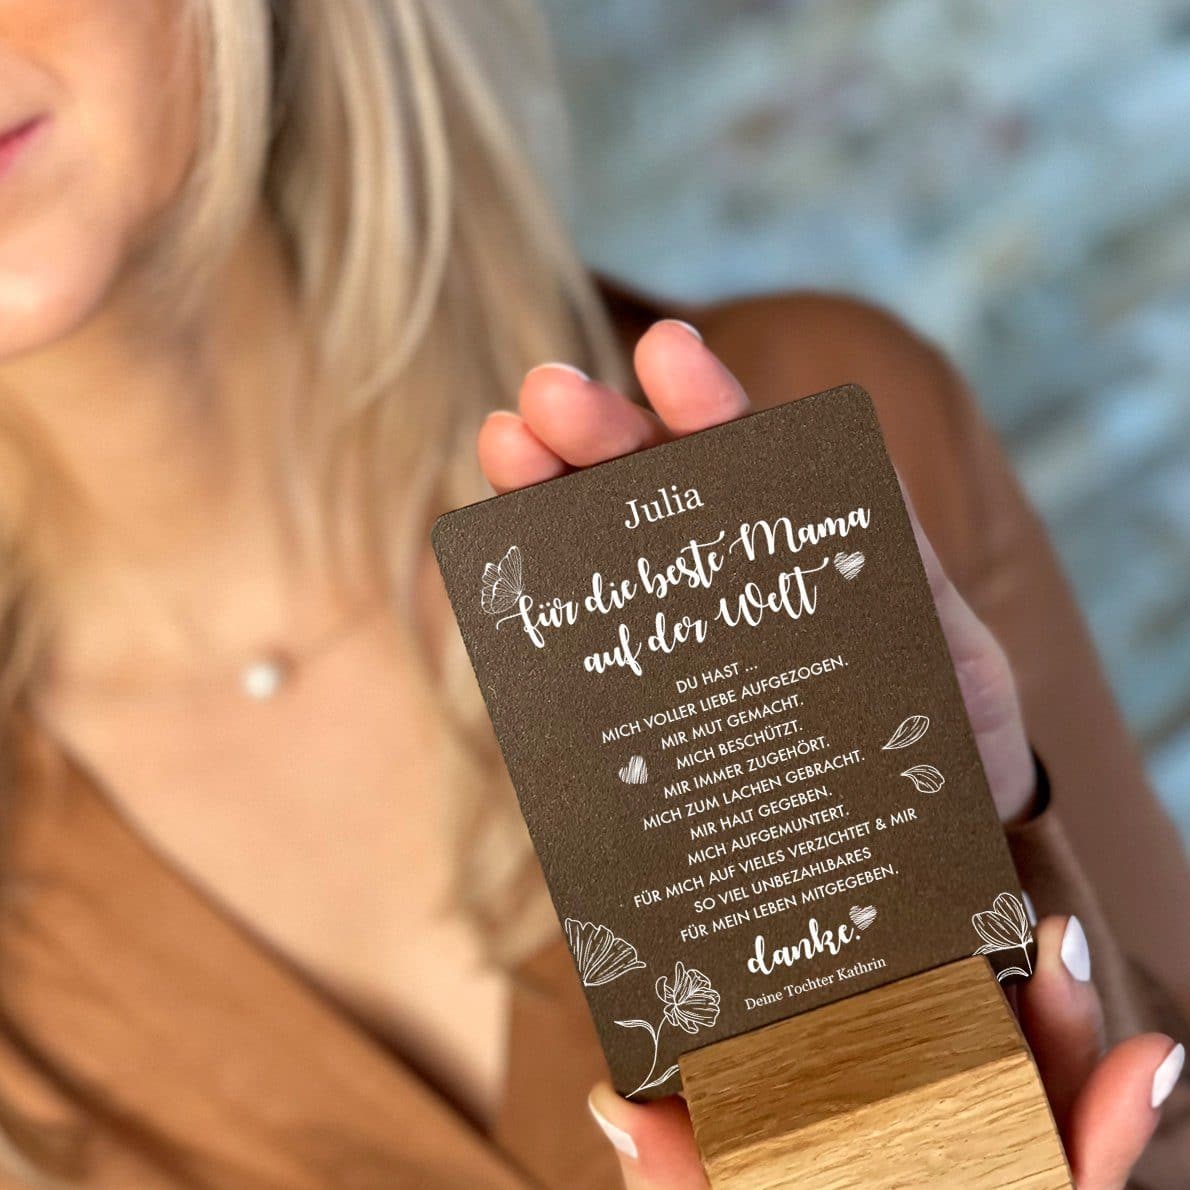 Julia
für die beste Mama
auf der Welt
DU HAST ...
MICH VOLLER LIEBE AUFGEZOGEN.
MIR MUT GEMACHT.
MICH BESCHÜTZT.
MIR IMMER ZUGEHÖRT.
MICH ZUM LACHEN GEBRACHT.
MIR HALT GEGEBEN.
MICH AUFGEMUNTERT.
FÜR MICH AUF VIELES VERZICHTET & MIR
SO VIEL UNBEZAHLBARES
FÜR MEIN LEBEN MITGEGEBEN.
danke.
Deine Tochter Kathrin